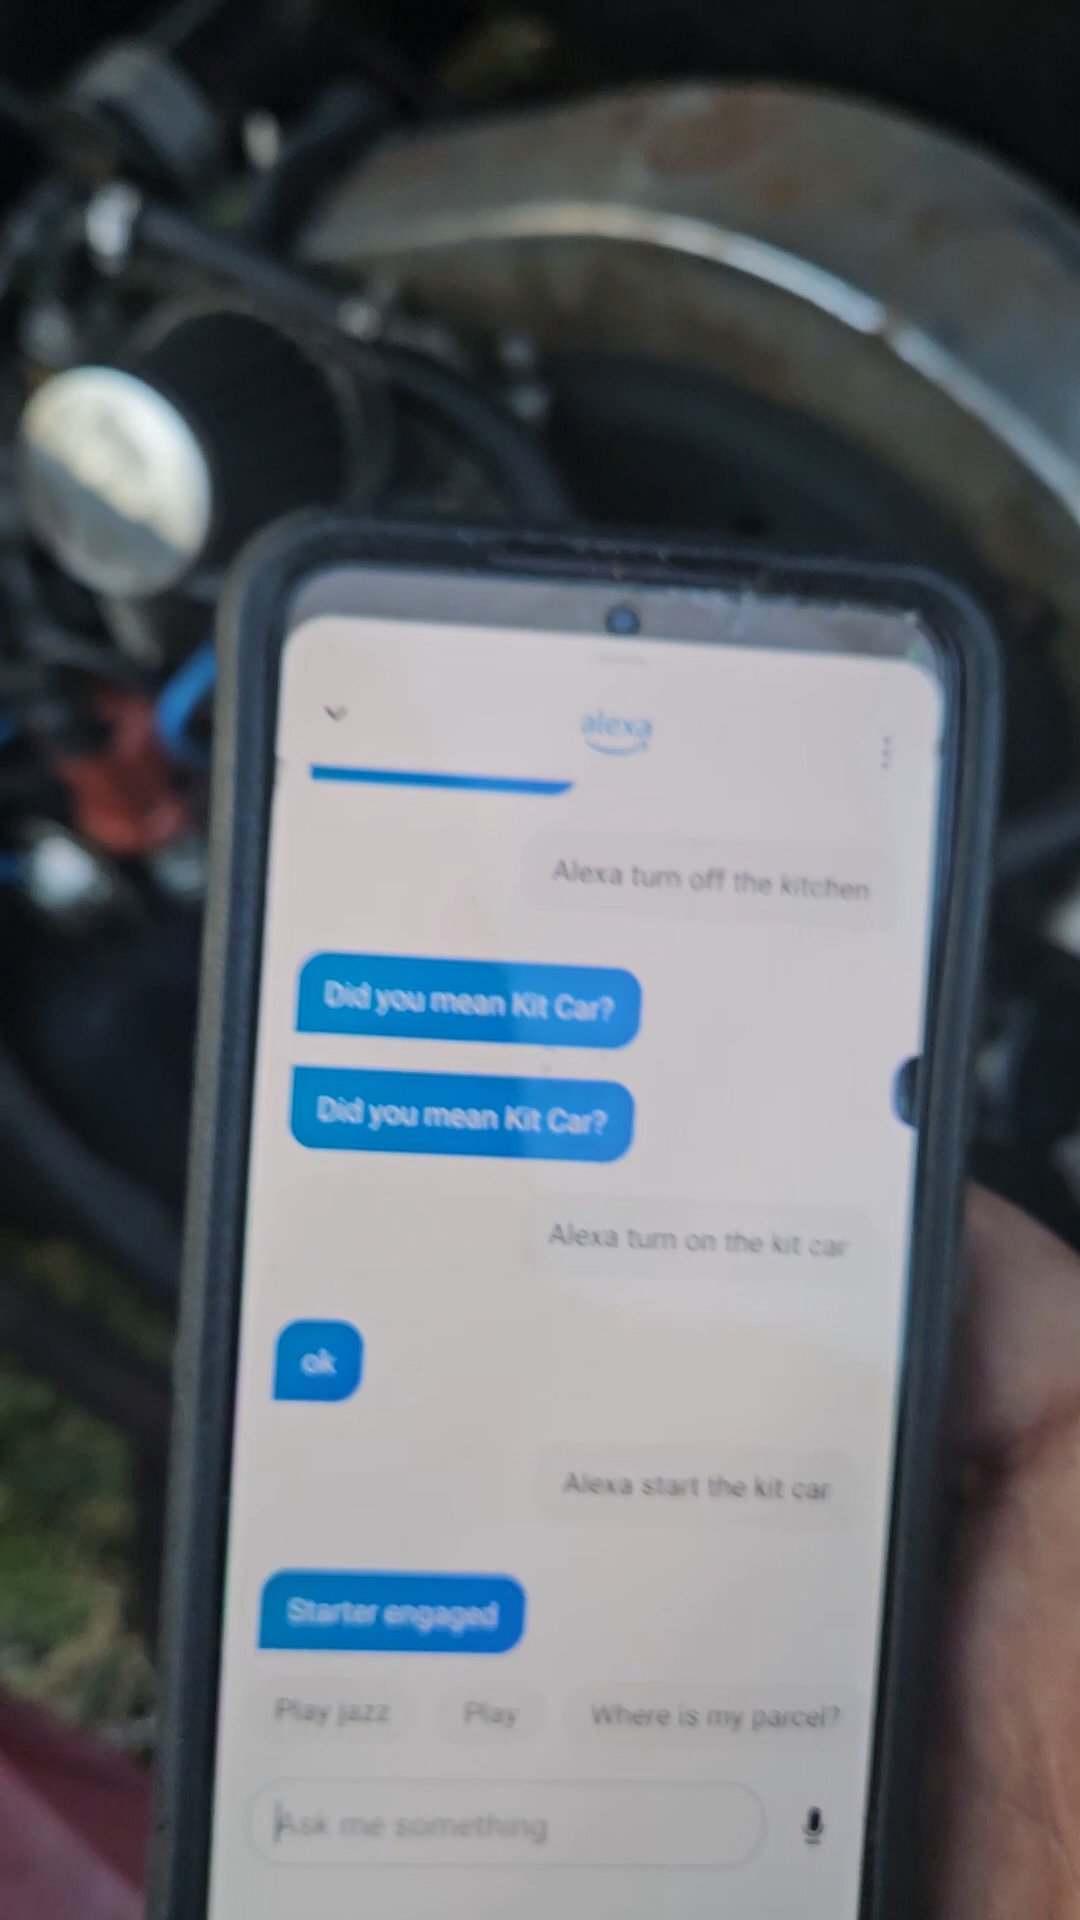 alexa
Alexa turn off the kitchen
Did you mean Kit Car?
Did you mean Kit Car?
Alexa turn on the kit car
ok
Alexa start the kit car
Starter engaged
Play jazz
Play
Where is my parcel?
Ask me something